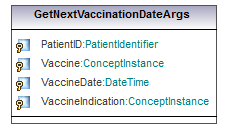 GetNextVaccinationDateArgs
PatientID:PatientIdentifier
Vaccine:ConceptInstance
VaccineDate:DateTime
VaccineIndication:ConceptInstance